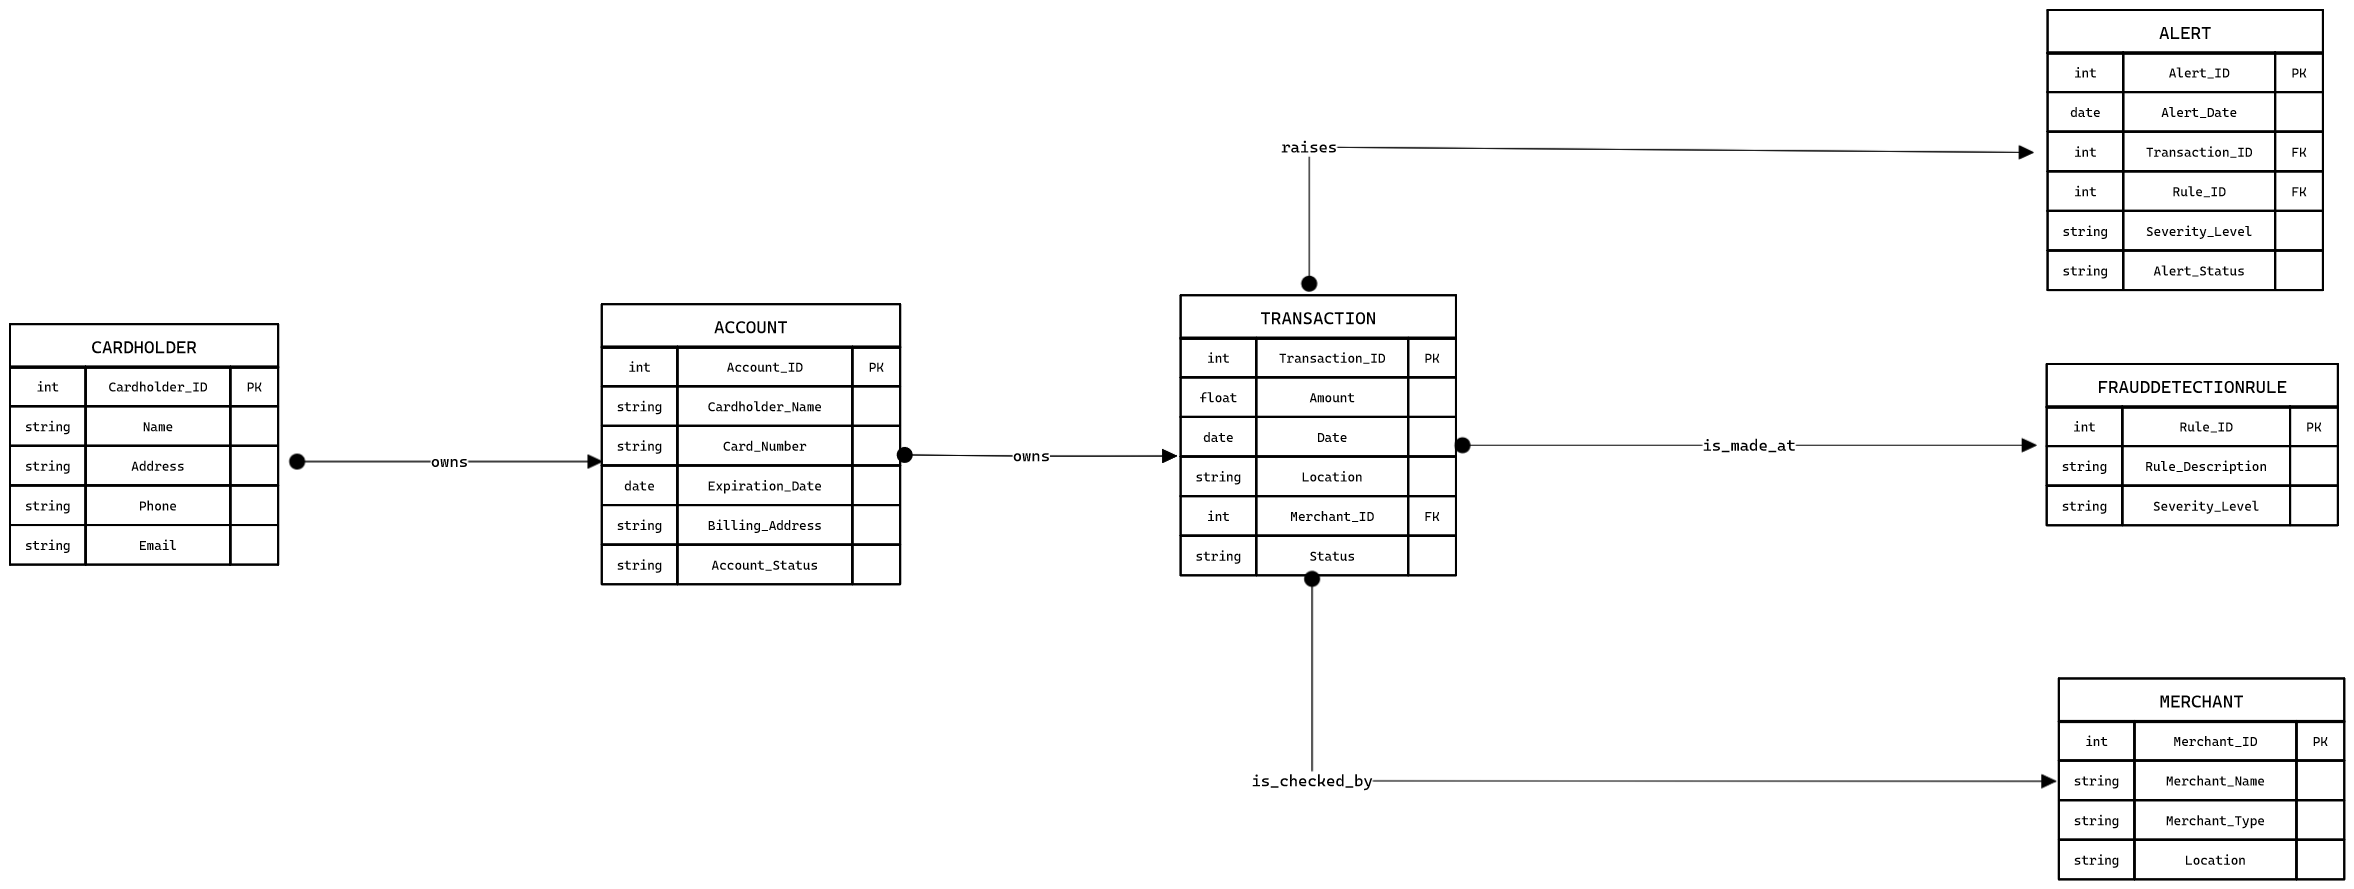 CARDHOLDER
int Cardholder_ID PK
string Name
string Address
string Phone
string Email
owns
ACCOUNT
int Account_ID PK
string Cardholder_Name
string Card_Number
date Expiration_Date
string Billing_Address
string Account_Status
owns
TRANSACTION
int Transaction_ID PK
float Amount
date Date
string Location
int Merchant_ID FK
string Status
raises
ALERT
int Alert_ID PK
date Alert_Date
int Transaction_ID FK
int Rule_ID FK
string Severity_Level
string Alert_Status
is_made_at
FRAUDDETECTIONRULE
int Rule_ID PK
string Rule_Description
string Severity_Level
is_checked_by
MERCHANT
int Merchant_ID PK
string Merchant_Name
string Merchant_Type
string Location